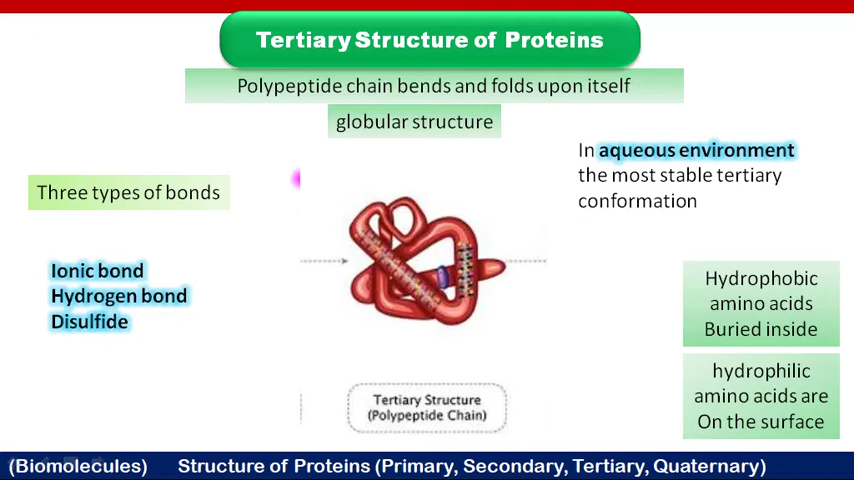 Tertiary Structure of Proteins
Polypeptide chain bends and folds upon itself
globular structure
In aqueous environment
the most stable tertiary
conformation
Three types of bonds
Ionic bond
Hydrogen bond
Disulfide
Hydrophobic
amino acids
Buried inside
hydrophilic
amino acids are
On the surface
Tertiary Structure
(Polypeptide Chain)
(Biomolecules) Structure of Proteins (Primary, Secondary, Tertiary, Quaternary)